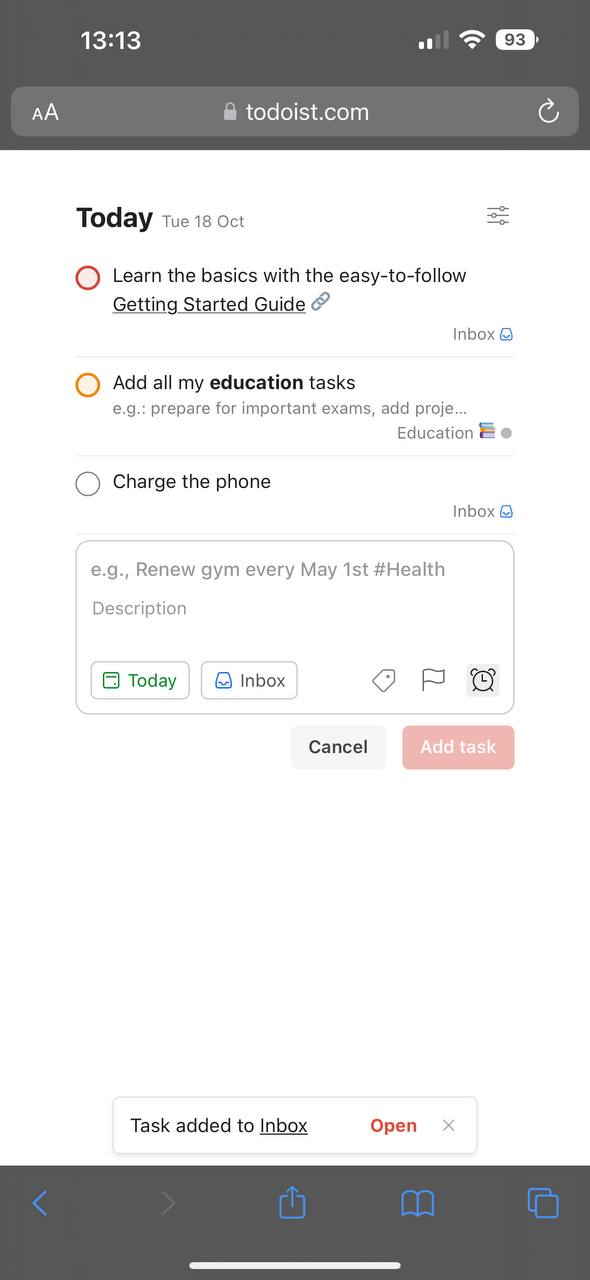 13:13
93
AA
todoist.com
Today Tue 18 Oct
Learn the basics with the easy-to-follow
Getting Started Guide
Inbox
Add all my education tasks
e.g.: prepare for important exams, add proje...
Education
Charge the phone
Inbox
e.g., Renew gym every May 1st #Health
Description
Today Inbox
Cancel Add task
Task added to Inbox Open